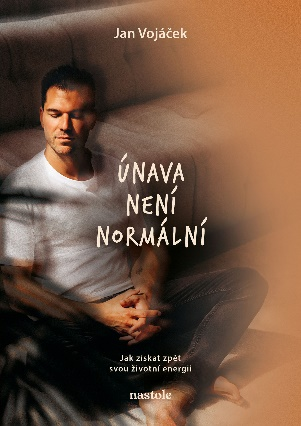 Jan Vojáček
ÚNAVA
NENÍ
NORMÁLNÍ
Jak získat zpět
svou životní energii
nastole